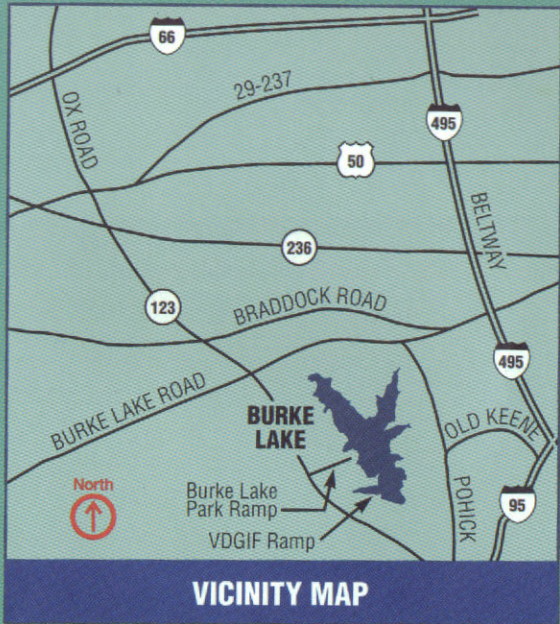 66
OX ROAD
29-237
495
50
BELTWAY
236
123
BRADDOCK ROAD
495
BURKE LAKE ROAD
BURKE
LAKE
OLD KEENE
North
Burke Lake
Park Ramp
POHICK
95
VDGIF Ramp
VICINITY MAP